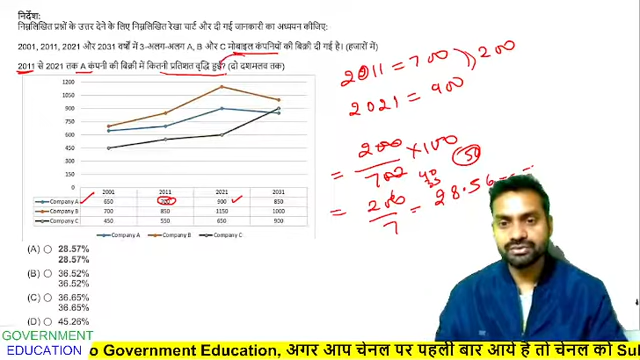 निर्देश:
निम्नलिखित प्रश्नों के उत्तर देने के लिए निम्नलिखित रेखा चार्ट और दी गई जानकारी का अध्ययन कीजिए:
2001, 2011, 2021 और 2031 वर्षों में 3-अलग-अलग A, B और C मोबाइल कंपनियों की बिक्री दी गई है। (हजारों में)
2011 से 2021 तक A कंपनी की बिक्री में कितनी प्रतिशत वृद्धि हुई? (दो दशमलव तक)
1200
1050
900
750
600
450
300
150
0
2001 2011 2021 2031
Company A 650 700 900 850
Company B 700 850 1150 1000
Company C 450 550 650 900
Company A Company B Company C
(A) 28.57%
28.57%
(B) 36.52%
36.52%
(C) 36.65%
36.65%
(D) 45.26%
2011 = 700
200
2021 = 900
= 200/700 × 100
= 200/7 = 28.56
GOVERNMENT
EDUCATION
to Government Education, अगर आप चेनल पर पहली बार आये है तो चेनल को Sul